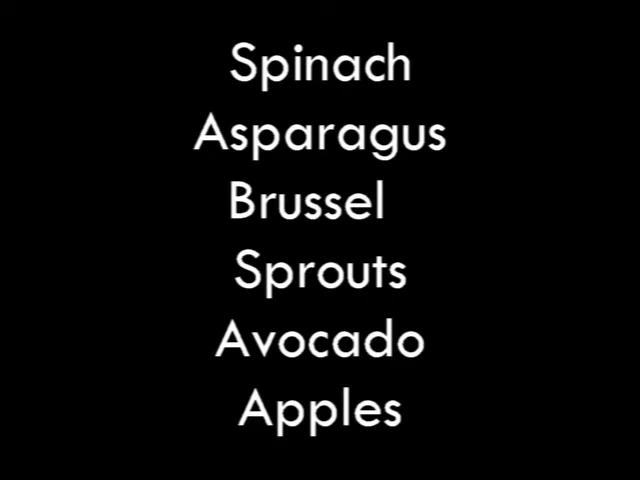 Spinach
Asparagus
Brussel
Sprouts
Avocado
Apples